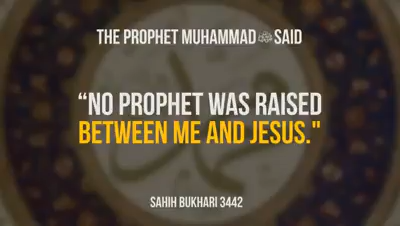 THE PROPHET MUHAMMAD ﷺ SAID
“NO PROPHET WAS RAISED
BETWEEN ME AND JESUS."
SAHIH BUKHARI 3442